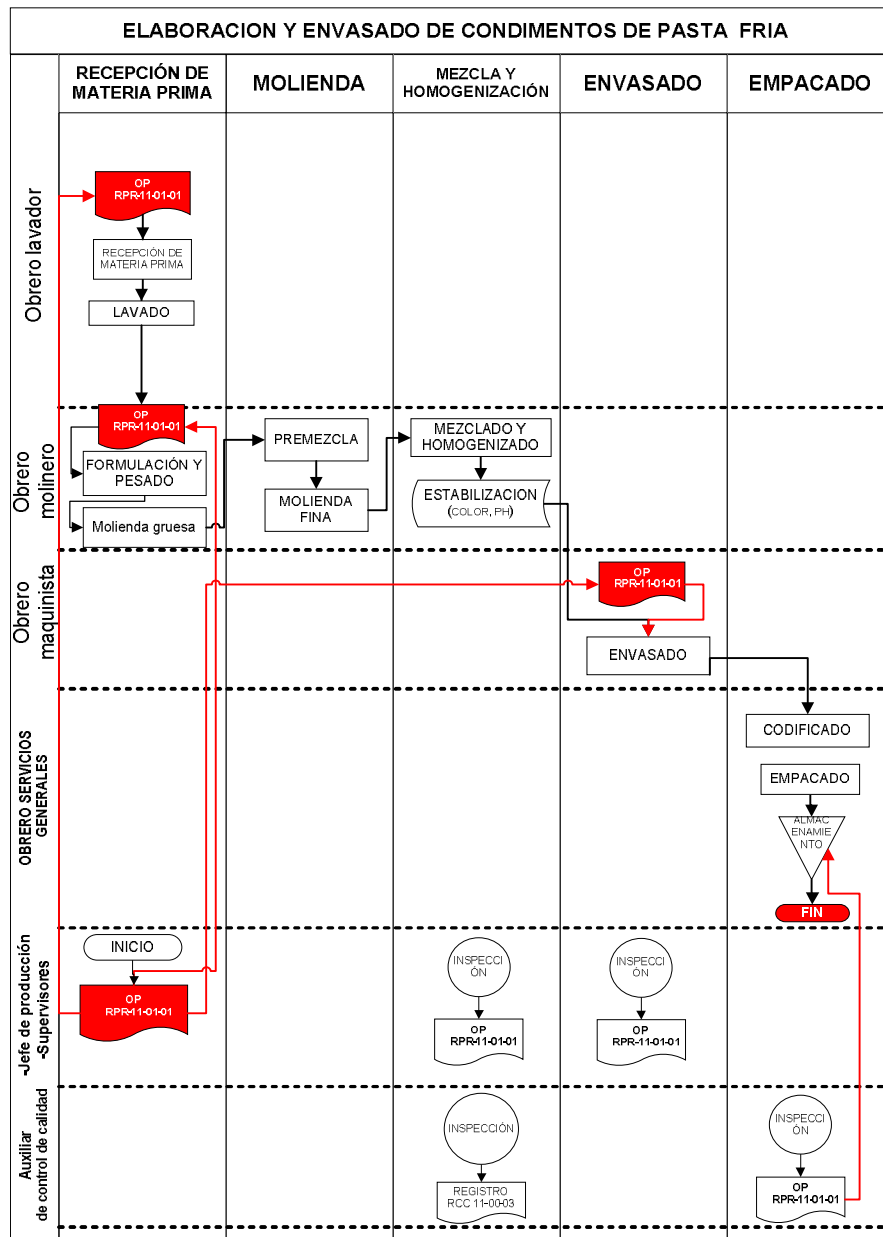 ELABORACION Y ENVASADO DE CONDIMENTOS DE PASTA FRIA
RECEPCIÓN DE
MATERIA PRIMA
MOLIENDA
MEZCLA Y
HOMOGENIZACIÓN
ENVASADO
EMPACADO
Obrero lavador
OP
RPR-11-01-01
RECEPCIÓN DE
MATERIA PRIMA
LAVADO
Obrero
molinero
OP
RPR-11-01-01
FORMULACIÓN Y
PESADO
Molienda gruesa
PREMEZCLA
MOLIENDA
FINA
MEZCLADO Y
HOMOGENIZADO
ESTABILIZACION
(COLOR, PH)
Obrero
maquinista
OP
RPR-11-01-01
ENVASADO
OBRERO SERVICIOS
GENERALES
CODIFICADO
EMPACADO
ALMAC
ENAMIE
NTO
FIN
-Jefe de producción
-Supervisores
INICIO
OP
RPR-11-01-01
INSPECCI
ÓN
OP
RPR-11-01-01
INSPECCI
ÓN
OP
RPR-11-01-01
Auxiliar
de control de calidad
INSPECCIÓN
REGISTRO
RCC 11-00-03
INSPECCI
ÓN
OP
RPR-11-01-01